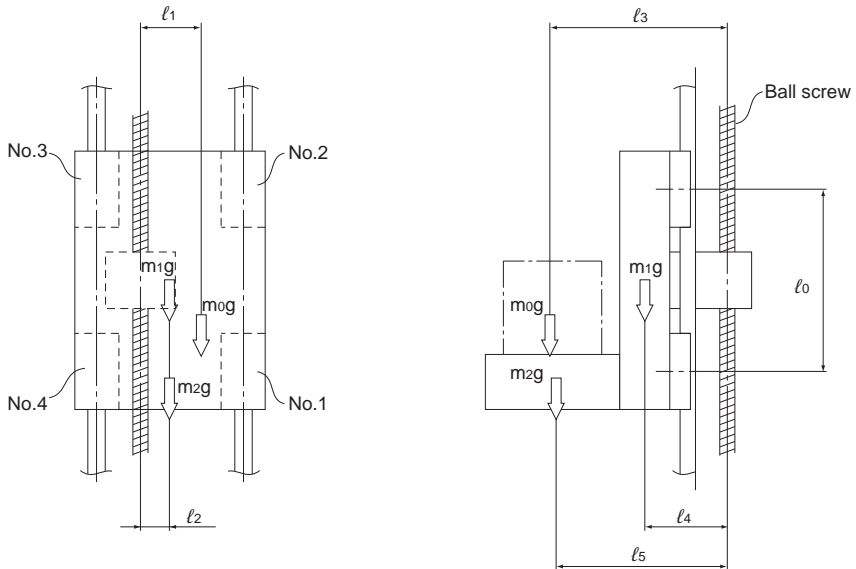 ℓ1
ℓ3
Ball screw
No.3
No.2
m1g
m0g
m2g
No.4
No.1
ℓ2
m1g
m0g
m2g
ℓ0
ℓ4
ℓ5